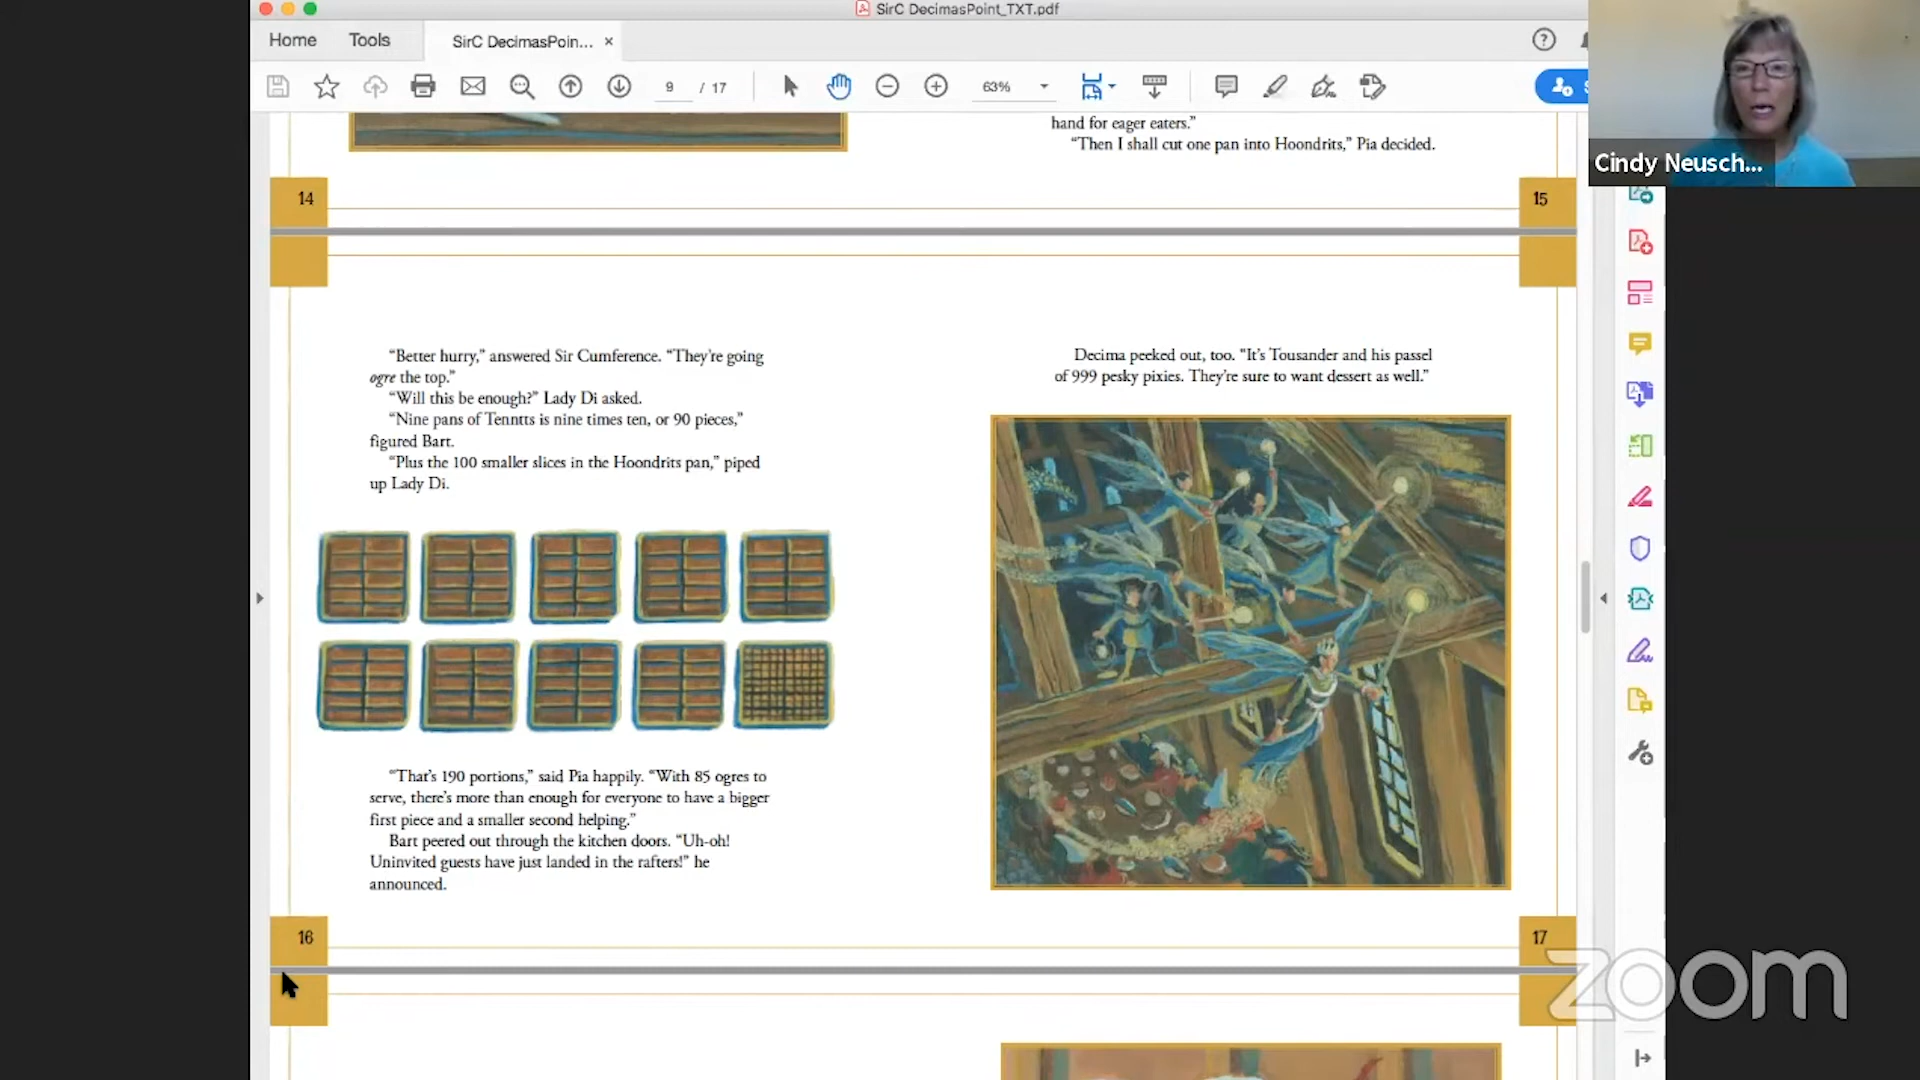 SirC DecimasPoint_TXT.pdf
Home
Tools
SirC DecimasPoin...
9 / 17
63%
Cindy Neusch...
hand for eager eaters.”
“Then I shall cut one pan into Hoondrits,” Pia decided.
14
15
“Better hurry,” answered Sir Cumference. “They’re going
ogre the top.”
“Will this be enough?” Lady Di asked.
“Nine pans of Tenntts is nine times ten, or 90 pieces,”
figured Bart.
“Plus the 100 smaller slices in the Hoondrits pan,” piped
up Lady Di.
“That’s 190 portions,” said Pia happily. “With 85 ogres to
serve, there’s more than enough for everyone to have a bigger
first piece and a smaller second helping.”
Bart peered out through the kitchen doors. “Uh-oh!
Uninvited guests have just landed in the rafters!” he
announced.
Decima peeked out, too. “It’s Tousander and his passel
of 999 pesky pixies. They’re sure to want dessert as well.”
16
17
zoom